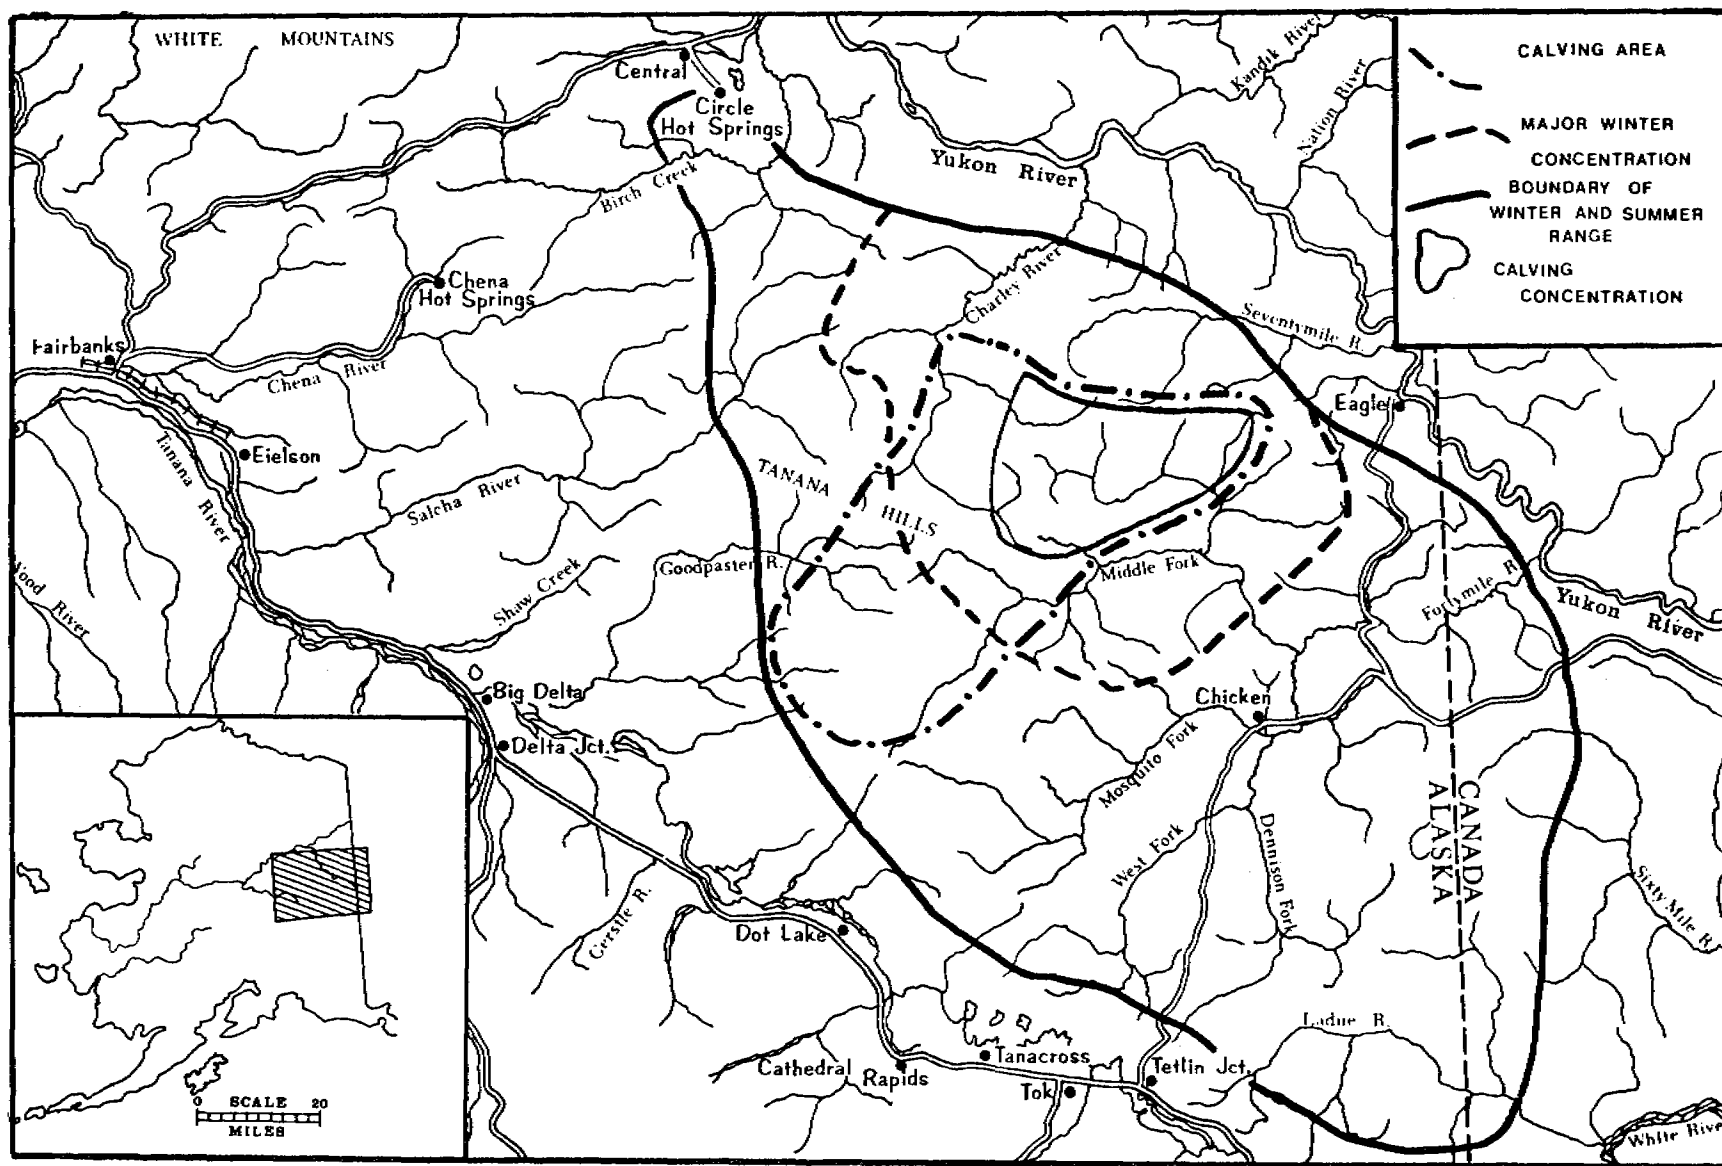 WHITE MOUNTAINS
Central
Circle
Hot Springs
Birch Creek
Yukon River
Kandik River
Nation River
CALVING AREA
MAJOR WINTER
CONCENTRATION
BOUNDARY OF
WINTER AND SUMMER
RANGE
CALVING
CONCENTRATION
Chena
Hot Springs
Charley River
Seventymile R.
Fairbanks
Chena River
Eagle
Eielson
Tanana River
Salcha River
TANANA HILLS
Goodpaster R.
Middle Fork
Shaw Creek
Wood River
Fortymile R.
Yukon River
Big Delta
Chicken
Delta Jct.
Mosquito Fork
CANADA
ALASKA
West Fork
Dennison Fork
Sixty Mile R.
Gerstle R.
Dot Lake
Ladue R.
Tanacross
Cathedral Rapids
Tetlin Jct.
Tok
White River
0 SCALE 20
MILES